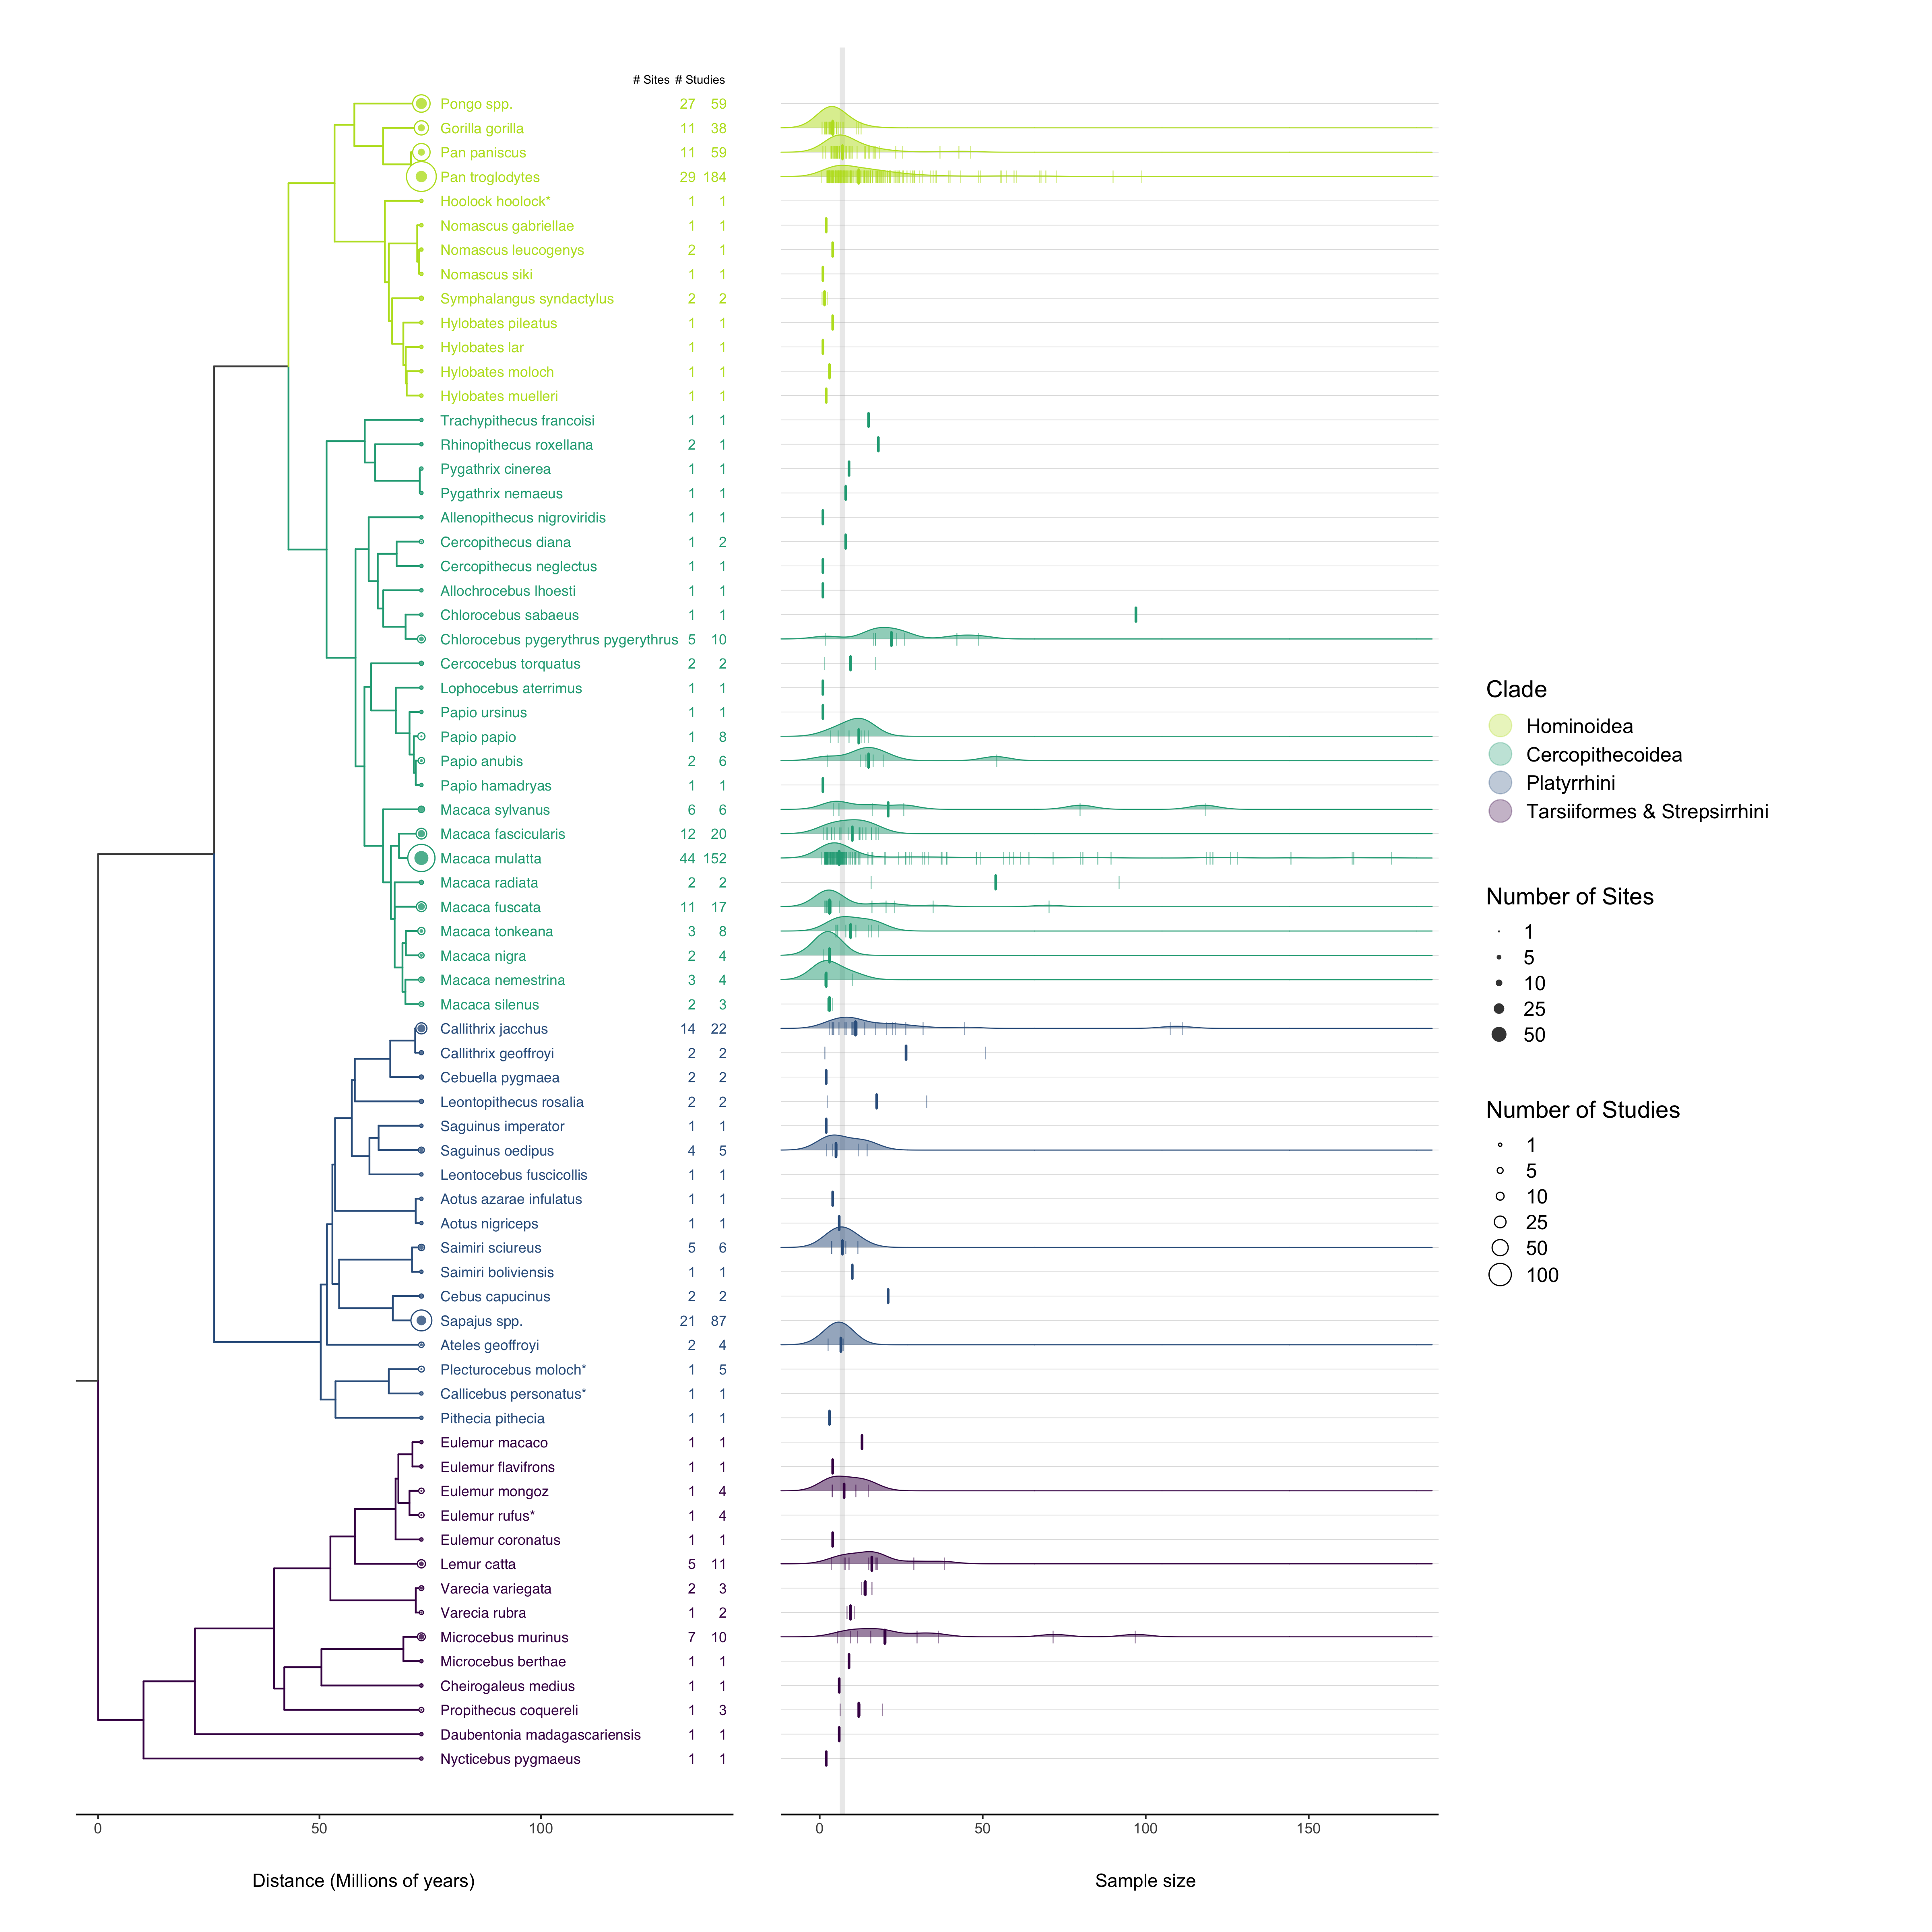 # Sites # Studies
Pongo spp. 27 59
Gorilla gorilla 11 38
Pan paniscus 11 59
Pan troglodytes 29 184
Hoolock hoolock* 1 1
Nomascus gabriellae 1 1
Nomascus leucogenys 2 1
Nomascus siki 1 1
Symphalangus syndactylus 2 2
Hylobates pileatus 1 1
Hylobates lar 1 1
Hylobates moloch 1 1
Hylobates muelleri 1 1
Trachypithecus francoisi 1 1
Rhinopithecus roxellana 2 1
Pygathrix cinerea 1 1
Pygathrix nemaeus 1 1
Allenopithecus nigroviridis 1 1
Cercopithecus diana 1 2
Cercopithecus neglectus 1 1
Allochrocebus lhoesti 1 1
Chlorocebus sabaeus 1 1
Chlorocebus pygerythrus pygerythrus 5 10
Cercocebus torquatus 2 2
Lophocebus aterrimus 1 1
Papio ursinus 1 1
Papio papio 1 8
Papio anubis 2 6
Papio hamadryas 1 1
Macaca sylvanus 6 6
Macaca fascicularis 12 20
Macaca mulatta 44 152
Macaca radiata 2 2
Macaca fuscata 11 17
Macaca tonkeana 3 8
Macaca nigra 2 4
Macaca nemestrina 3 4
Macaca silenus 2 3
Callithrix jacchus 14 22
Callithrix geoffroyi 2 2
Cebuella pygmaea 2 2
Leontopithecus rosalia 2 2
Saguinus imperator 1 1
Saguinus oedipus 4 5
Leontocebus fuscicollis 1 1
Aotus azarae infulatus 1 1
Aotus nigriceps 1 1
Saimiri sciureus 5 6
Saimiri boliviensis 1 1
Cebus capucinus 2 2
Sapajus spp. 21 87
Ateles geoffroyi 2 4
Plecturocebus moloch* 1 5
Callicebus personatus* 1 1
Pithecia pithecia 1 1
Eulemur macaco 1 1
Eulemur flavifrons 1 1
Eulemur mongoz 1 4
Eulemur rufus* 1 4
Eulemur coronatus 1 1
Lemur catta 5 11
Varecia variegata 2 3
Varecia rubra 1 2
Microcebus murinus 7 10
Microcebus berthae 1 1
Cheirogaleus medius 1 1
Propithecus coquereli 1 3
Daubentonia madagascariensis 1 1
Nycticebus pygmaeus 1 1
0 50 100
Distance (Millions of years)
0 50 100 150
Sample size
Clade
Hominoidea
Cercopithecoidea
Platyrrhini
Tarsiiformes & Strepsirrhini
Number of Sites
1
5
10
25
50
Number of Studies
1
5
10
25
50
100